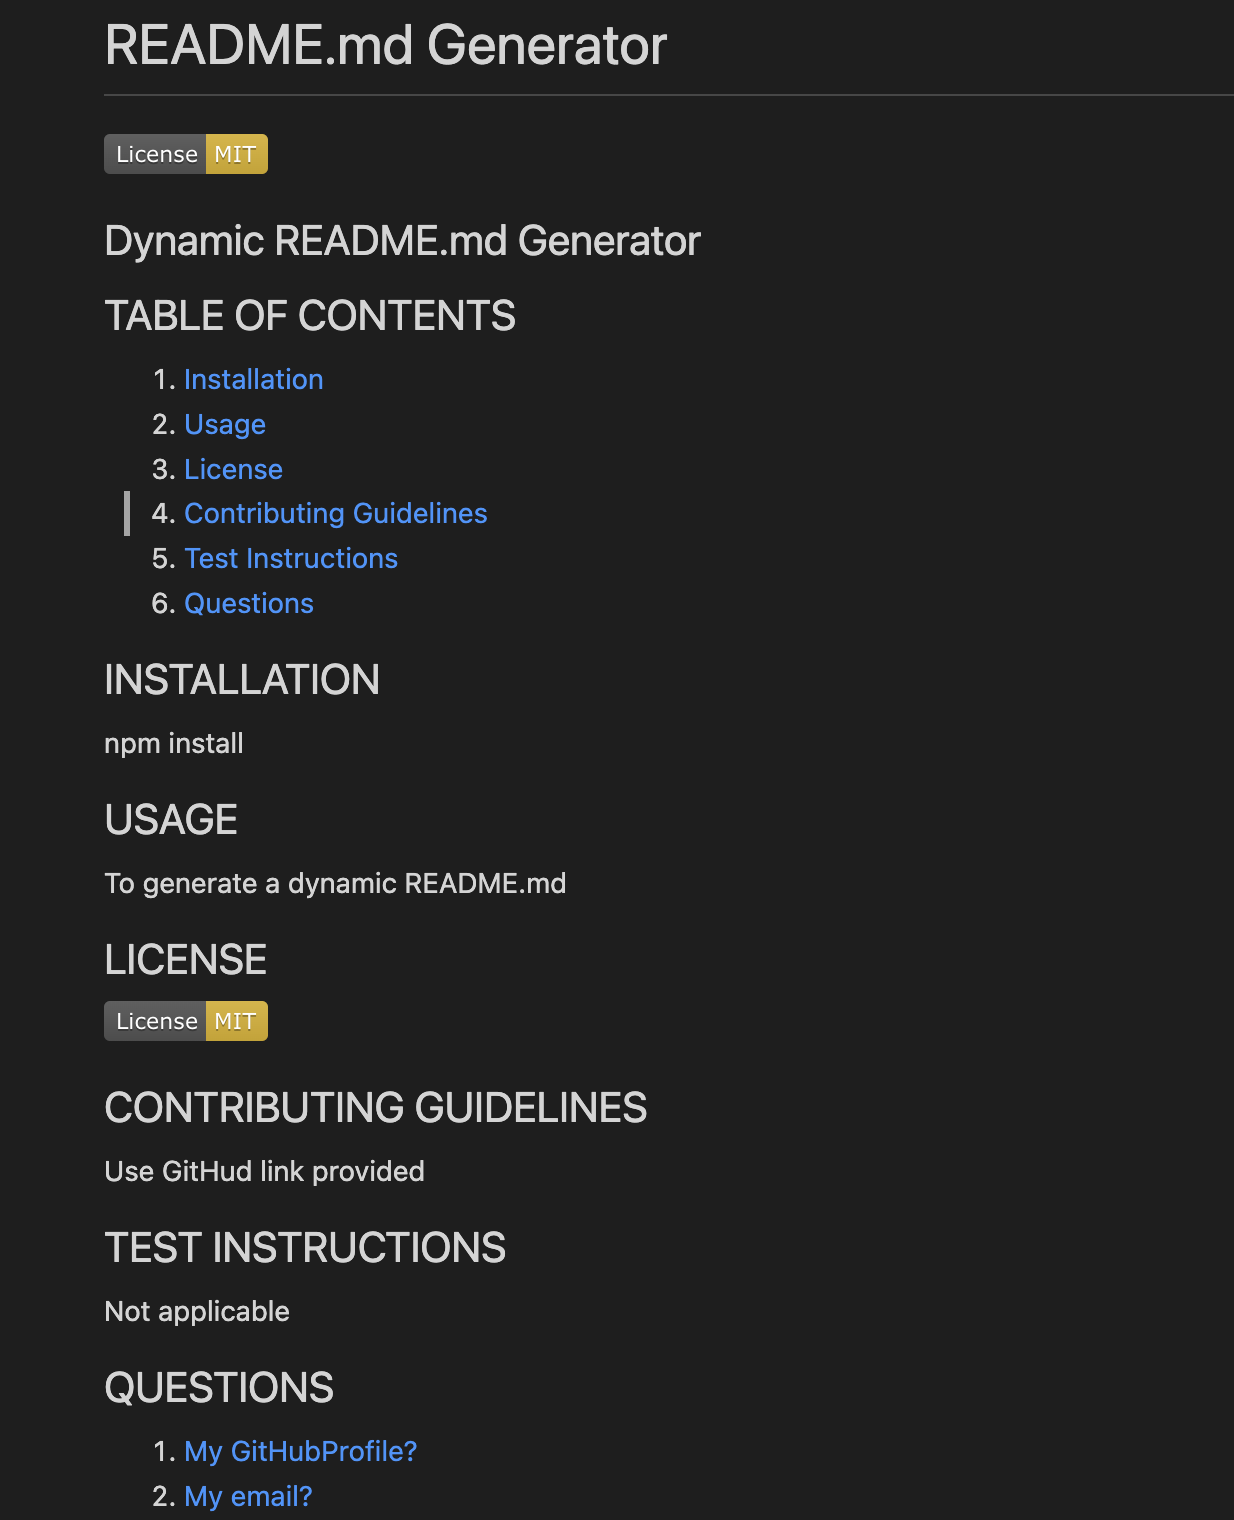 README.md Generator
License MIT
Dynamic README.md Generator
TABLE OF CONTENTS
1. Installation
2. Usage
3. License
4. Contributing Guidelines
5. Test Instructions
6. Questions
INSTALLATION
npm install
USAGE
To generate a dynamic README.md
LICENSE
License MIT
CONTRIBUTING GUIDELINES
Use GitHud link provided
TEST INSTRUCTIONS
Not applicable
QUESTIONS
1. My GitHubProfile?
2. My email?